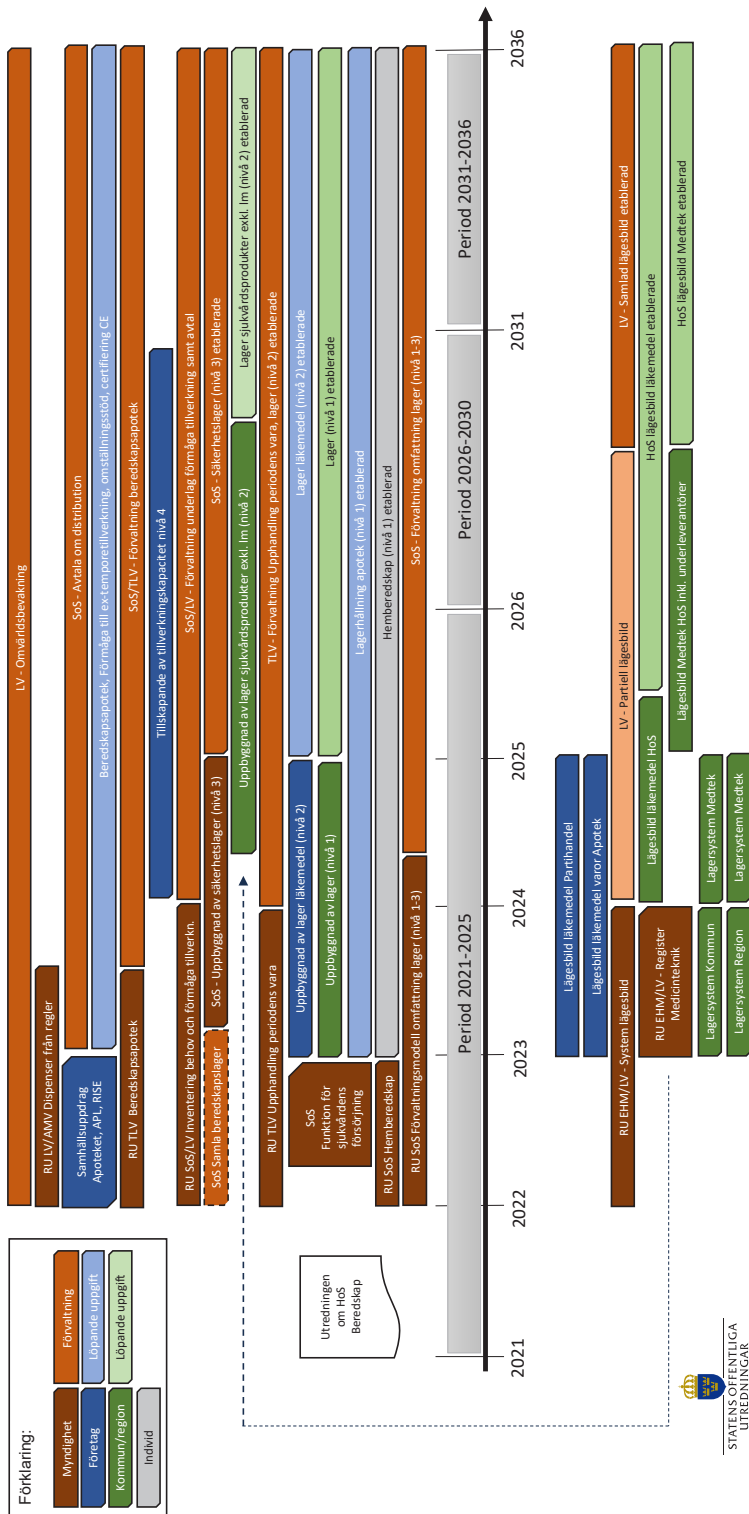 Förklaring:
Myndighet
Förvaltning
Företag
Löpande uppgift
Kommun/region
Löpande uppgift
Individ
LV - Omvärldsbevakning
RU LV/AMV Dispenser från regler
Samhällsuppdrag
Apoteket, APL, RISE
SoS - Avtala om distribution
Beredskapsapotek, Förmåga till ex-temporetillverkning, omställningsstöd, certifiering CE
RU TLV Beredskapsapotek
SoS/TLV - Förvaltning beredskapsapotek
Tillskapande av tillverkningskapacitet nivå 4
RU SoS/LV Inventering behov och förmåga tillverkn.
SoS/LV - Förvaltning underlag förmåga tillverkning samt avtal
SoS Samla beredskapslager
SoS - Uppbyggnad av säkerhetslager (nivå 3)
SoS - Säkerhetslager (nivå 3) etablerade
Uppbyggnad av lager sjukvårdsprodukter exkl. lm (nivå 2)
Lager sjukvårdsprodukter exkl. lm (nivå 2) etablerad
RU TLV Upphandling periodens vara
TLV - Förvaltning Upphandling periodens vara, lager (nivå 2) etablerade
SoS
Funktion för
sjukvårdens
försörjning
Uppbyggnad av lager läkemedel (nivå 2)
Lager läkemedel (nivå 2) etablerade
Uppbyggnad av lager (nivå 1)
Lager (nivå 1) etablerade
Lagerhållning apotek (nivå 1) etablerad
RU SoS Hemberedskap
Hemberedskap (nivå 1) etablerad
RU SoS Förvaltningsmodell omfattning lager (nivå 1-3)
SoS - Förvaltning omfattning lager (nivå 1-3)
Utredningen
om HoS
Beredskap
Period 2021-2025
Period 2026-2030
Period 2031-2036
2021
2022
2023
2024
2025
2026
2031
2036
Lägesbild läkemedel Partihandel
Lägesbild läkemedel varor Apotek
RU EHM/LV - System lägesbild
LV - Partiell lägesbild
LV - Samlad lägesbild etablerad
RU EHM/LV - Register
Medicinteknik
Lägesbild läkemedel HoS
HoS lägesbild läkemedel etablerade
Lägesbild Medtek HoS inkl. underleverantörer
HoS lägesbild Medtek etablerad
Lagersystem Kommun
Lagersystem Medtek
Lagersystem Region
Lagersystem Medtek
STATENS OFFENTLIGA
UTREDNINGAR